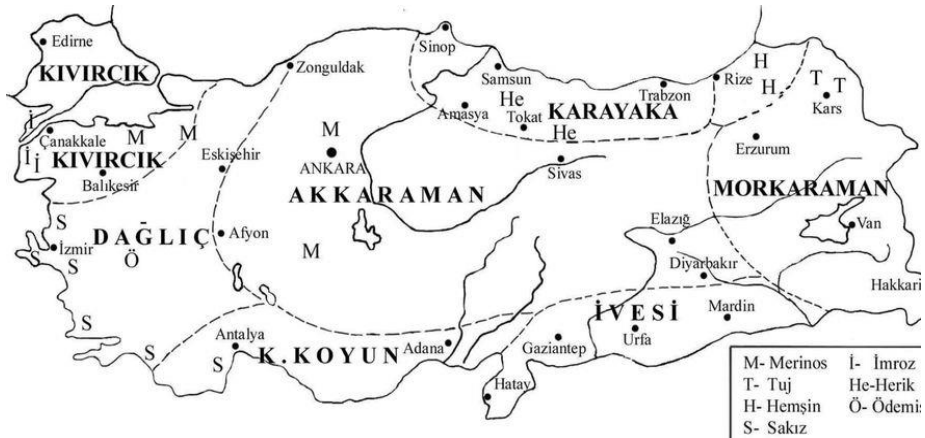 Edirne
KIVIRCIK
Sinop
Zonguldak
Samsun
Rize
H
H
T T
Kars
He
Trabzon
Amasya
KARAYAKA
Tokat
He
İ
Çanakkale
M
M
İ
İ
KIVIRCIK
Balıkesir
Eskişehir
M
ANKARA
Sivas
Erzurum
AKKARAMAN
MORKARAMAN
S
DAĞLIÇ
Afyon
Elazığ
Van
İzmir
S
S
Ö
M
Diyarbakır
Hakkari
İVESİ
Mardin
S
Antalya
S
S
K.KOYUN
Adana
Gaziantep
Urfa
Hatay
M- Merinos İ- İmroz
T- Tuj He-Herik
H- Hemşin Ö- Ödemiş
S- Sakız